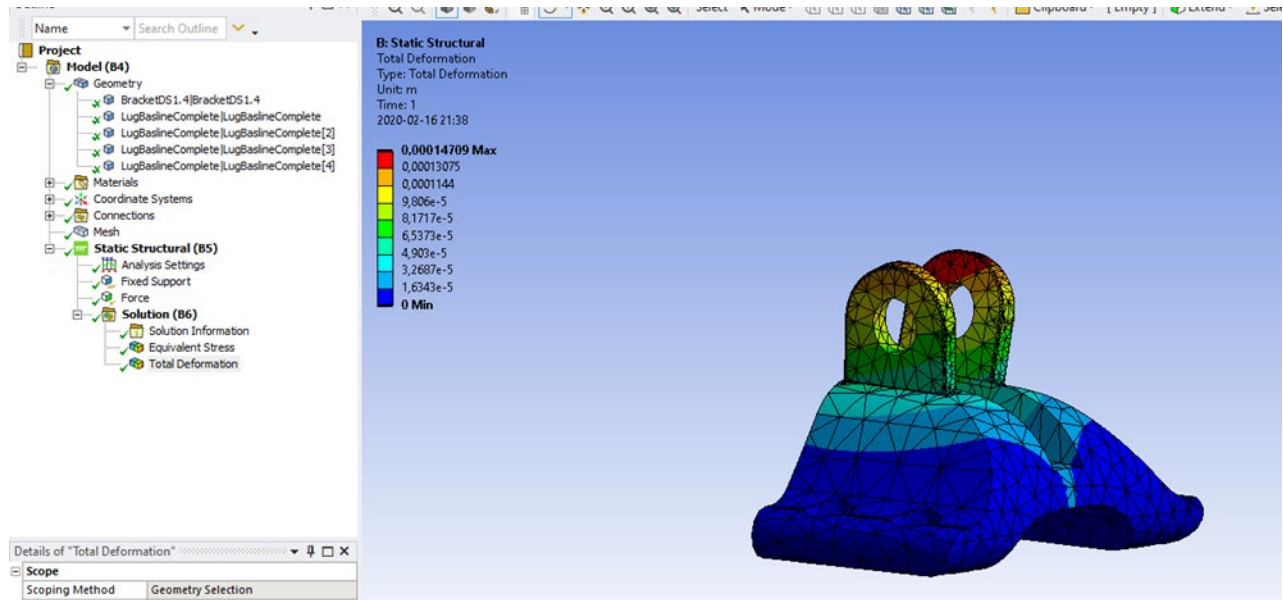 Select
Mode
Clipboard
[Empty]
Extend
Name
Search Outline
Project
Model (B4)
Geometry
BracketDS1.4|BracketDS1.4
LugBaslineComplete|LugBaslineComplete
LugBaslineComplete|LugBaslineComplete[2]
LugBaslineComplete|LugBaslineComplete[3]
LugBaslineComplete|LugBaslineComplete[4]
Materials
Coordinate Systems
Connections
Mesh
Static Structural (B5)
Analysis Settings
Fixed Support
Force
Solution (B6)
Solution Information
Equivalent Stress
Total Deformation
Details of "Total Deformation"
Scope
Scoping Method Geometry Selection
B: Static Structural
Total Deformation
Type: Total Deformation
Unit: m
Time: 1
2020-02-16 21:38
0,00014709 Max
0,00013075
0,0001144
9,806e-5
8,1717e-5
6,5373e-5
4,903e-5
3,2687e-5
1,6343e-5
0 Min